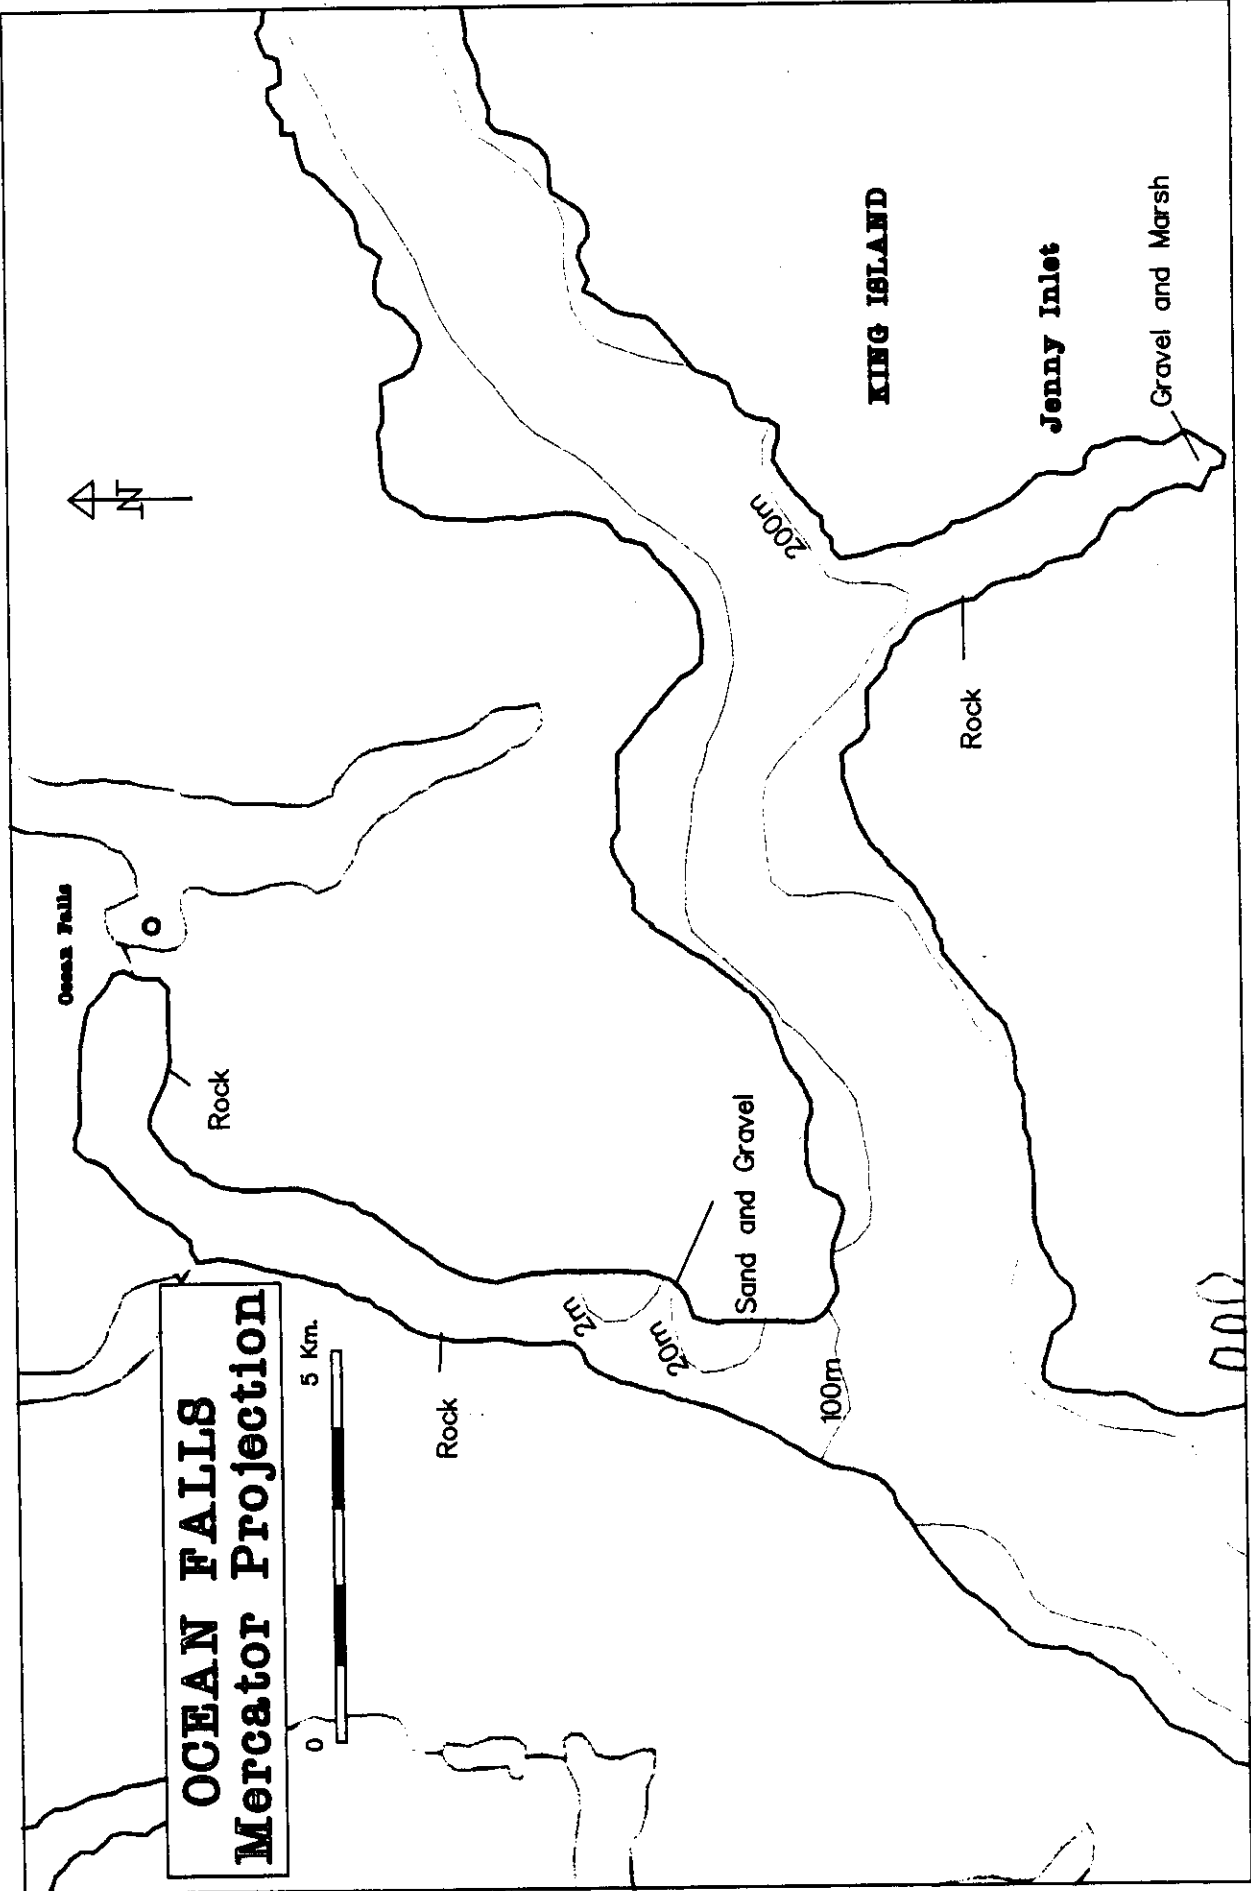 OCEAN FALLS
Mercator Projection
0
5 Km.
Ocean Falls
N
Rock
Rock
2m
20m
Sand and Gravel
100m
200m
KING ISLAND
Jenny Inlet
Gravel and Marsh
Rock